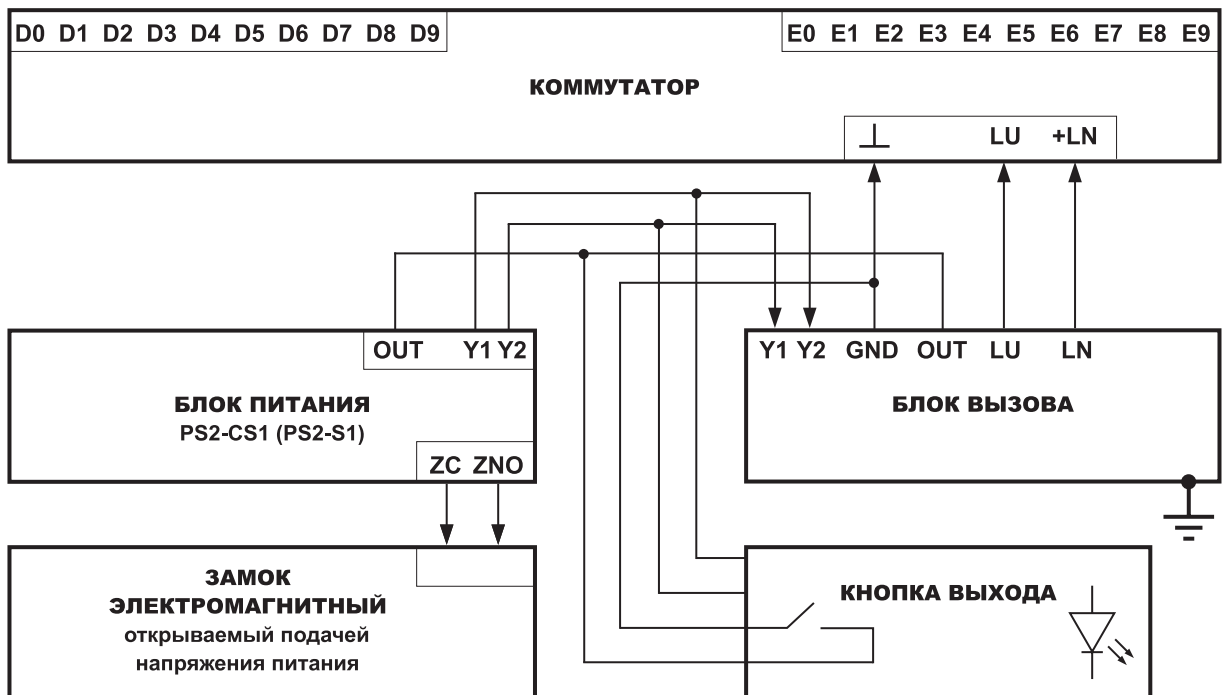 D0 D1 D2 D3 D4 D5 D6 D7 D8 D9
E0 E1 E2 E3 E4 E5 E6 E7 E8 E9
КОММУТАТОР
LU +LN
OUT Y1 Y2
БЛОК ПИТАНИЯ
PS2-CS1 (PS2-S1)
ZC ZNO
Y1 Y2 GND OUT LU LN
БЛОК ВЫЗОВА
ЗАМОК
ЭЛЕКТРОМАГНИТНЫЙ
открываемый подачей
напряжения питания
КНОПКА ВЫХОДА